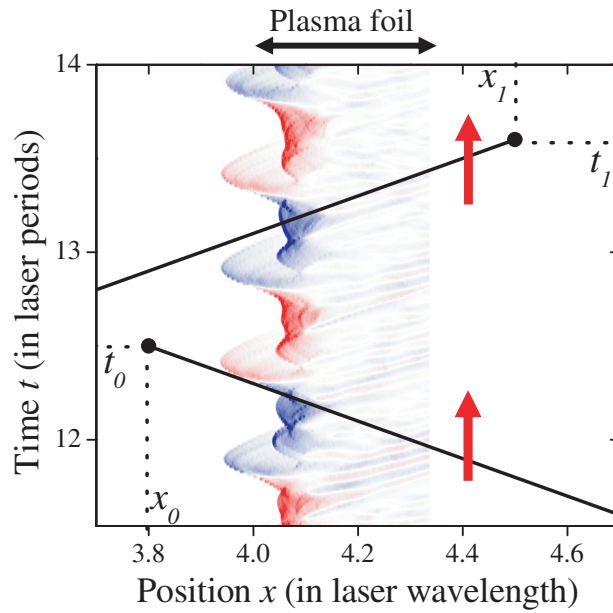 Plasma foil
14
13
12
Time t (in laser periods)
x₁
t₁
t₀
x₀
3.8
4.0
4.2
4.4
4.6
Position x (in laser wavelength)